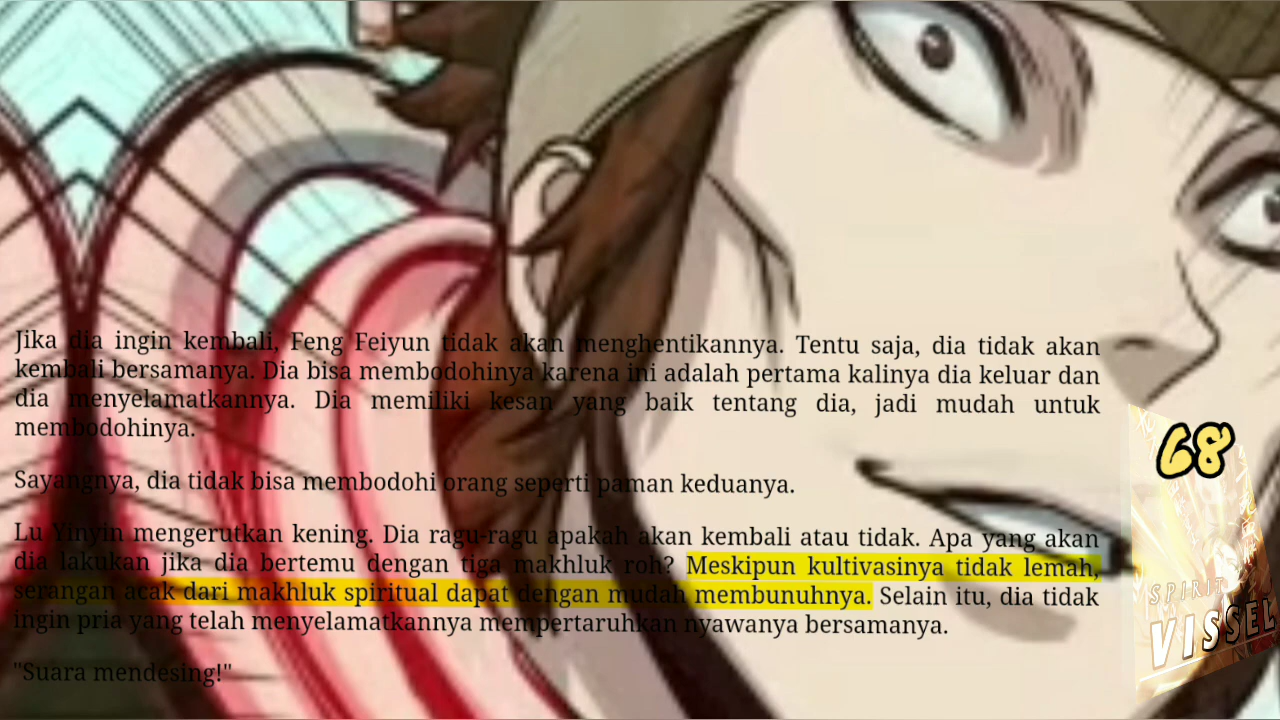 Jika dia ingin kembali, Feng Feiyun tidak akan menghentikannya. Tentu saja, dia tidak akan
kembali bersamanya. Dia bisa membodohinya karena ini adalah pertama kalinya dia keluar dan
dia menyelamatkannya. Dia memiliki kesan yang baik tentang dia, jadi mudah untuk
membodohinya.
Sayangnya, dia tidak bisa membodohi orang seperti paman keduanya.
Lu Yinyin mengerutkan kening. Dia ragu-ragu apakah akan kembali atau tidak. Apa yang akan
dia lakukan jika dia bertemu dengan tiga makhluk roh? Meskipun kultivasinya tidak lemah,
serangan acak dari makhluk spiritual dapat dengan mudah membunuhnya. Selain itu, dia tidak
ingin pria yang telah menyelamatkannya mempertaruhkan nyawanya bersamanya.
"Suara mendesing!"
68
SPIRIT
VISSEL